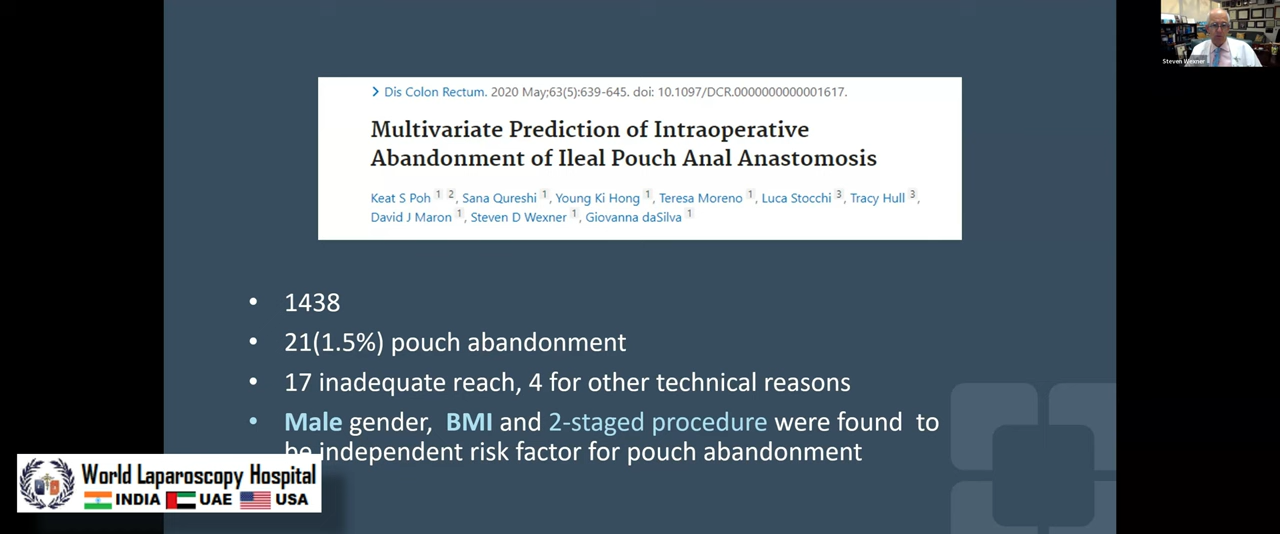 Steven Wexner
> Dis Colon Rectum. 2020 May;63(5):639-645. doi: 10.1097/DCR.0000000000001617.
Multivariate Prediction of Intraoperative
Abandonment of Ileal Pouch Anal Anastomosis
Keat S Poh 1 2, Sana Qureshi 1, Young Ki Hong 1, Teresa Moreno 1, Luca Stocchi 3, Tracy Hull 3,
David J Maron 1, Steven D Wexner 1, Giovanna daSilva 1
• 1438
• 21(1.5%) pouch abandonment
• 17 inadequate reach, 4 for other technical reasons
• Male gender, BMI and 2-staged procedure were found to
be independent risk factor for pouch abandonment
World Laparoscopy Hospital
INDIA UAE USA